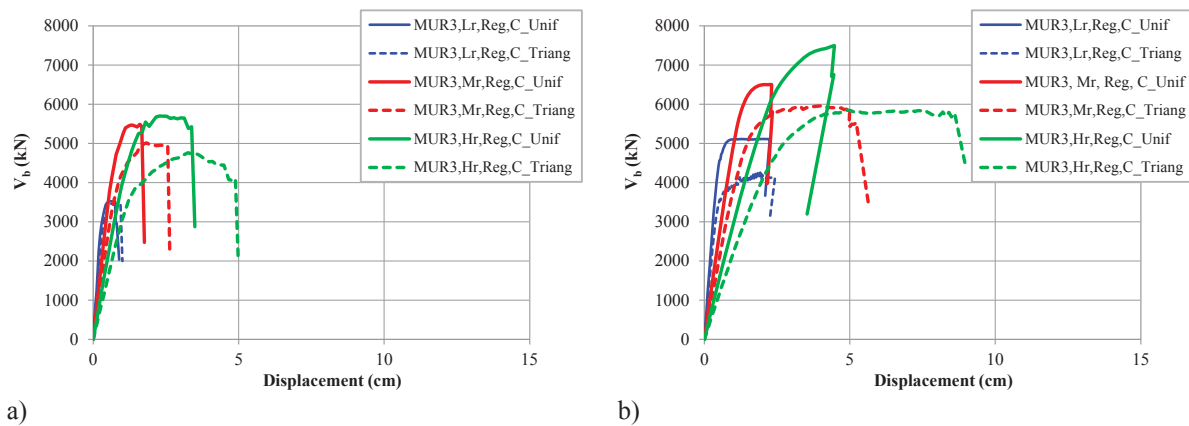 MUR3,Lr,Reg,C_Unif
MUR3,Lr,Reg,C_Triang
MUR3,Mr,Reg,C_Unif
MUR3,Mr,Reg,C_Triang
MUR3,Hr,Reg,C_Unif
MUR3,Hr,Reg,C_Triang
8000
7000
6000
5000
4000
3000
2000
1000
0
Vb (kN)
0 5 10 15
Displacement (cm)
a)
MUR3,Lr,Reg,C_Unif
MUR3,Lr,Reg,C_Triang
MUR3, Mr, Reg, C_Unif
MUR3,Mr,Reg,C_Triang
MUR3,Hr,Reg,C_Unif
MUR3,Hr,Reg,C_Triang
8000
7000
6000
5000
4000
3000
2000
1000
0
Vb (kN)
0 5 10 15
Displacement (cm)
b)